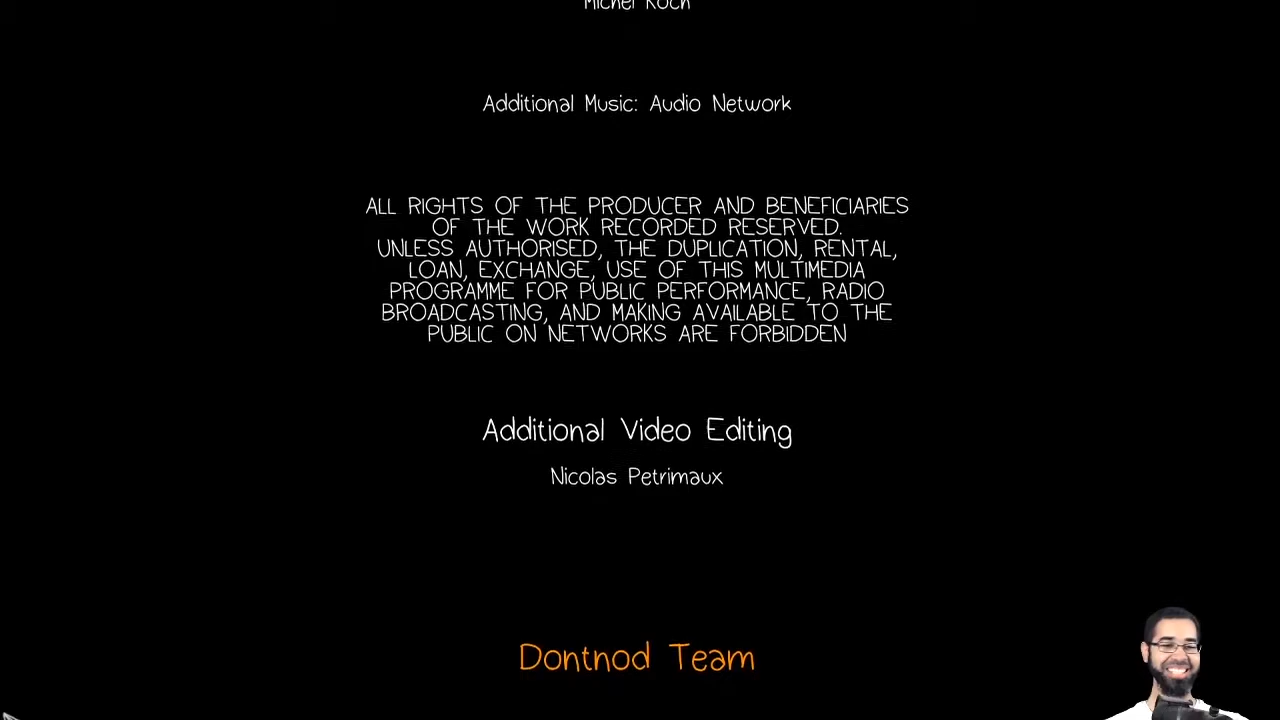 Michel Koch
Additional Music: Audio Network
ALL RIGHTS OF THE PRODUCER AND BENEFICIARIES
OF THE WORK RECORDED RESERVED.
UNLESS AUTHORISED, THE DUPLICATION, RENTAL,
LOAN, EXCHANGE, USE OF THIS MULTIMEDIA
PROGRAMME FOR PUBLIC PERFORMANCE, RADIO
BROADCASTING, AND MAKING AVAILABLE TO THE
PUBLIC ON NETWORKS ARE FORBIDDEN
Additional Video Editing
Nicolas Petrimaux
Dontnod Team